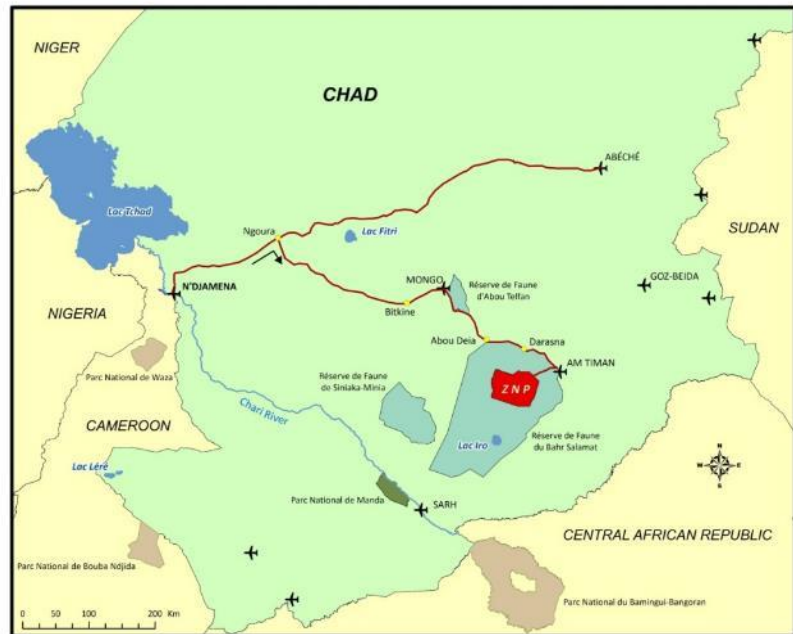 NIGER
CHAD
ABÉCHÉ
Lac Tchad
Ngoura
Lac Fitri
SUDAN
N'DJAMENA
MONGO
Réserve de Faune
d'Abou Telfan
GOZ-BEIDA
NIGERIA
Bitkine
Abou Deia
Darasna
AM TIMAN
Parc National de Waza
Réserve de Faune
de Siniaka-Minia
Z N P
Chari River
CAMEROON
Lac Iro
Réserve de Faune
du Bahr Salamat
Lac Léré
N
W
E
S
Parc National de Manda
SARH
CENTRAL AFRICAN REPUBLIC
Parc National de Bouba Ndjida
Parc National du Bamingui-Bangoran
0 50 100 150 200 Km